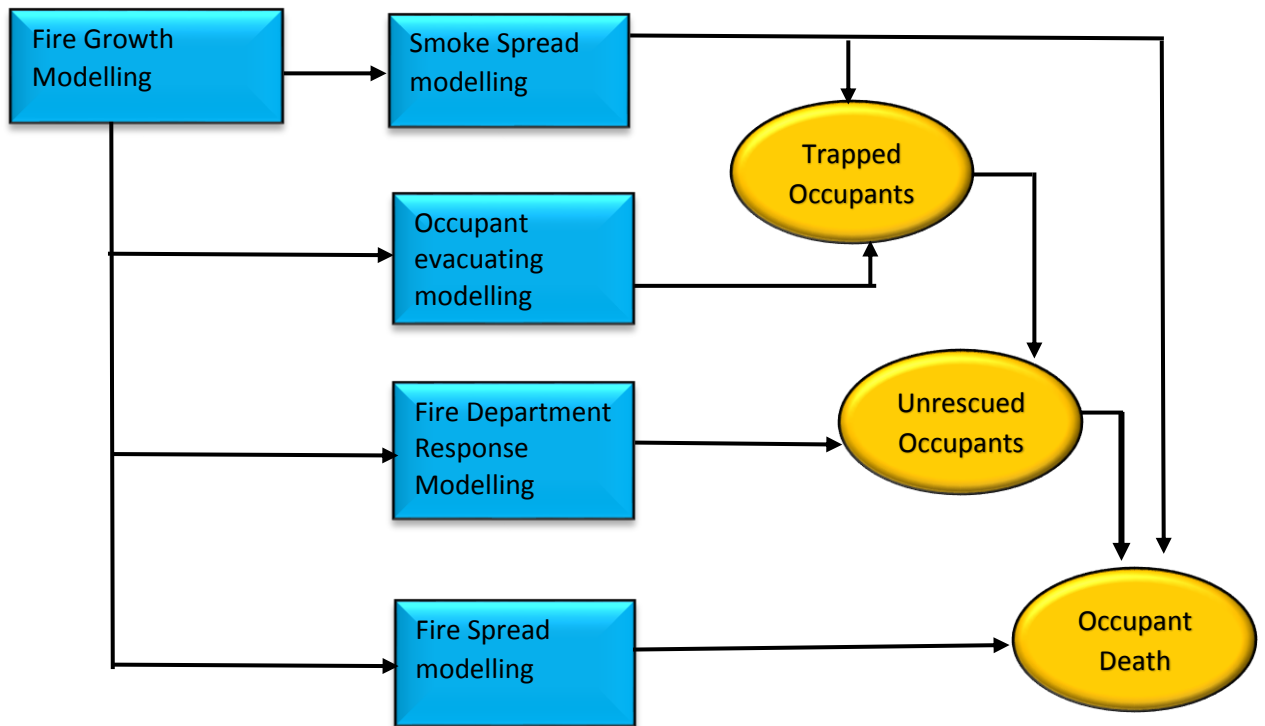 Fire Growth
Modelling
Smoke Spread
modelling
Trapped
Occupants
Occupant
evacuating
modelling
Fire Department
Response
Modelling
Unrescued
Occupants
Fire Spread
modelling
Occupant
Death